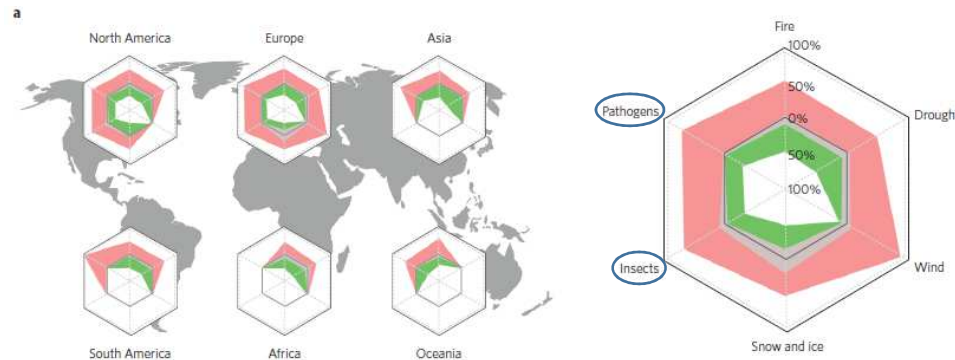 a
North America
Europe
Asia
South America
Africa
Oceania
Fire
100%
50%
0%
50%
100%
Pathogens
Drough
Insects
Wind
Snow and ice